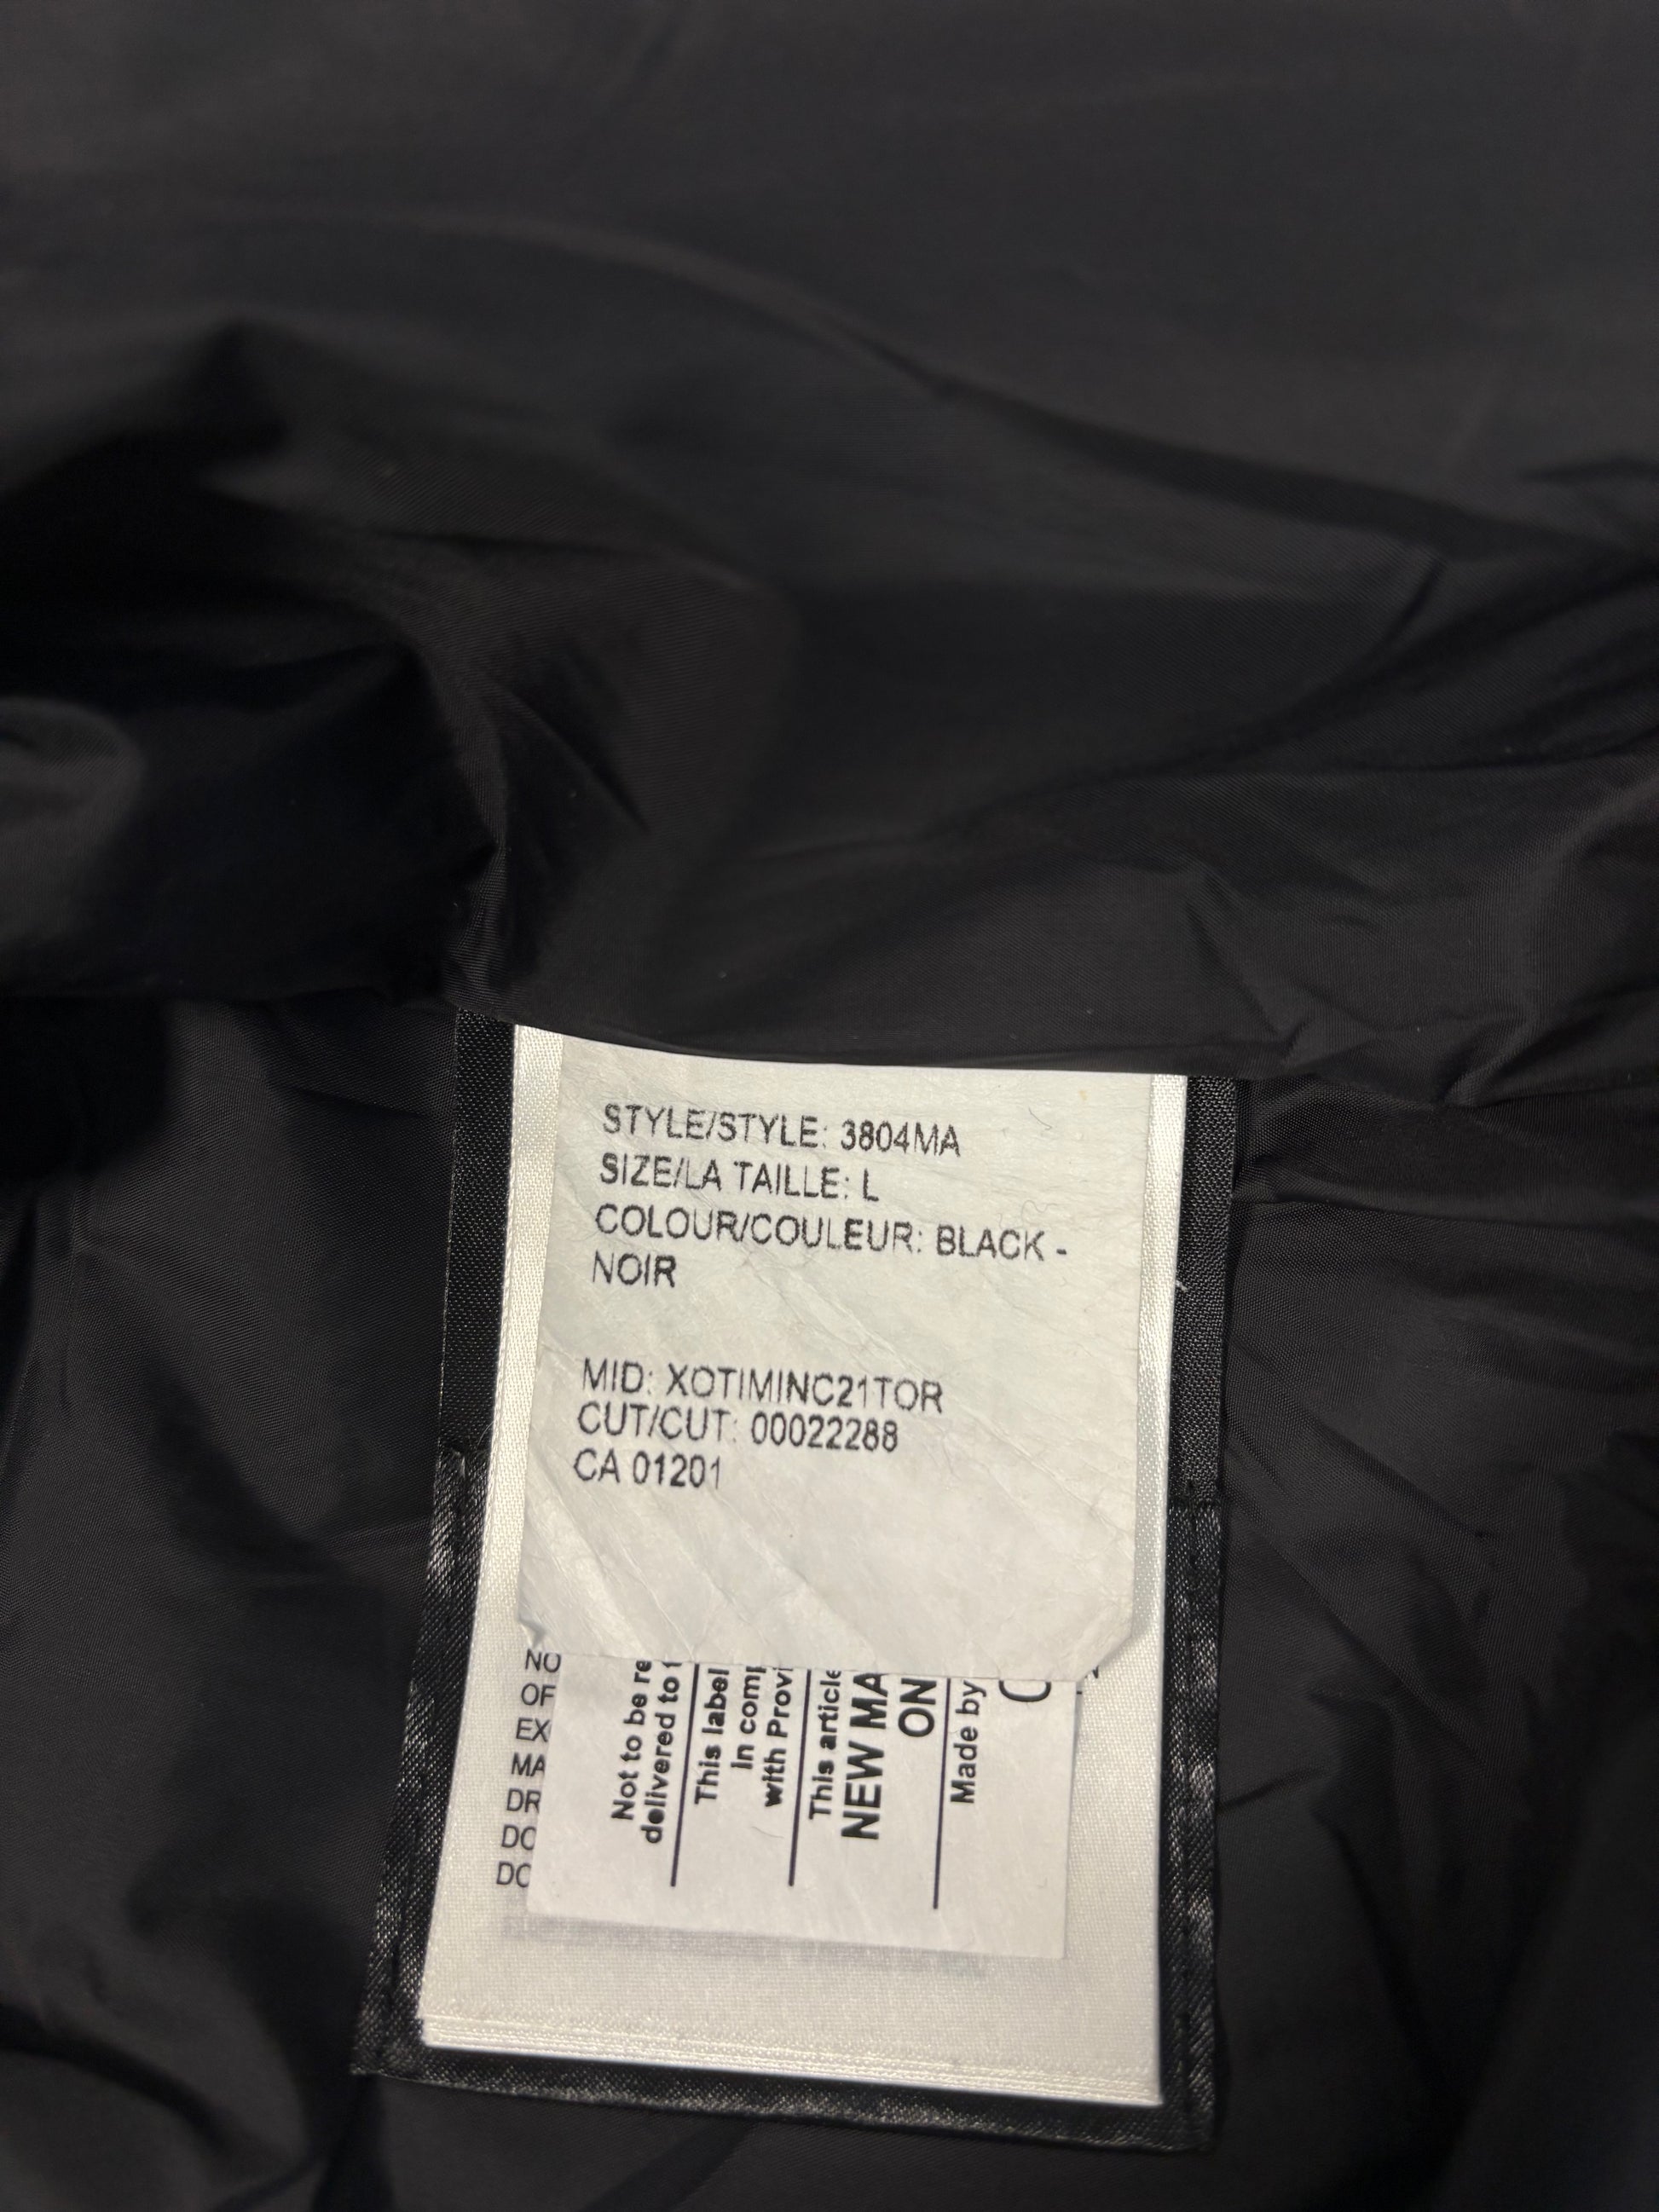 STYLE/STYLE: 3804MA
SIZE/LA TAILLE: L
COLOUR/COULEUR: BLACK -
NOIR
MID: XOTIMINC21TOR
CUT/CUT: 00022288
CA 01201
NO
OF
EX
MA
DR
DO
DO
Not to be re
delivered to t
This label
In comp
with Provi
This article
NEW MA
ON
Made by